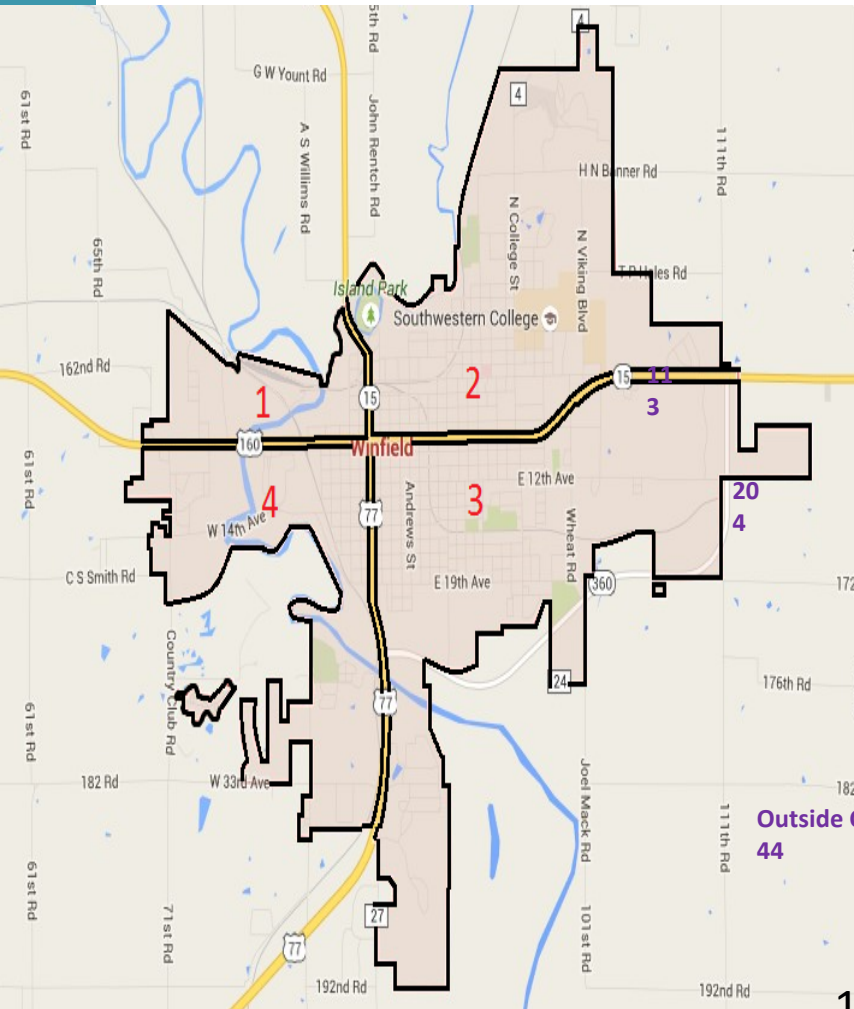 4
5th Rd
G W Yount Rd
4
61st Rd
John Rentch Rd
A S Willims Rd
111th Rd
H N Banner Rd
N College St
N Viking Blvd
65th Rd
Island Park
Southwestern College
162nd Rd
15
11
3
1
2
15
160
Winfield
61st Rd
4
3
E 12th Ave
20
4
77
W 14th Ave
Andrews St
Wheat Rd
C S Smith Rd
E 19th Ave
360
172
Country Club Rd
24
176th Rd
61st Rd
77
182 Rd
W 33rd Ave
182
Joel Mack Rd
111th Rd
Outside
44
61st Rd
71st Rd
27
101st Rd
77
192nd Rd
192nd Rd
1